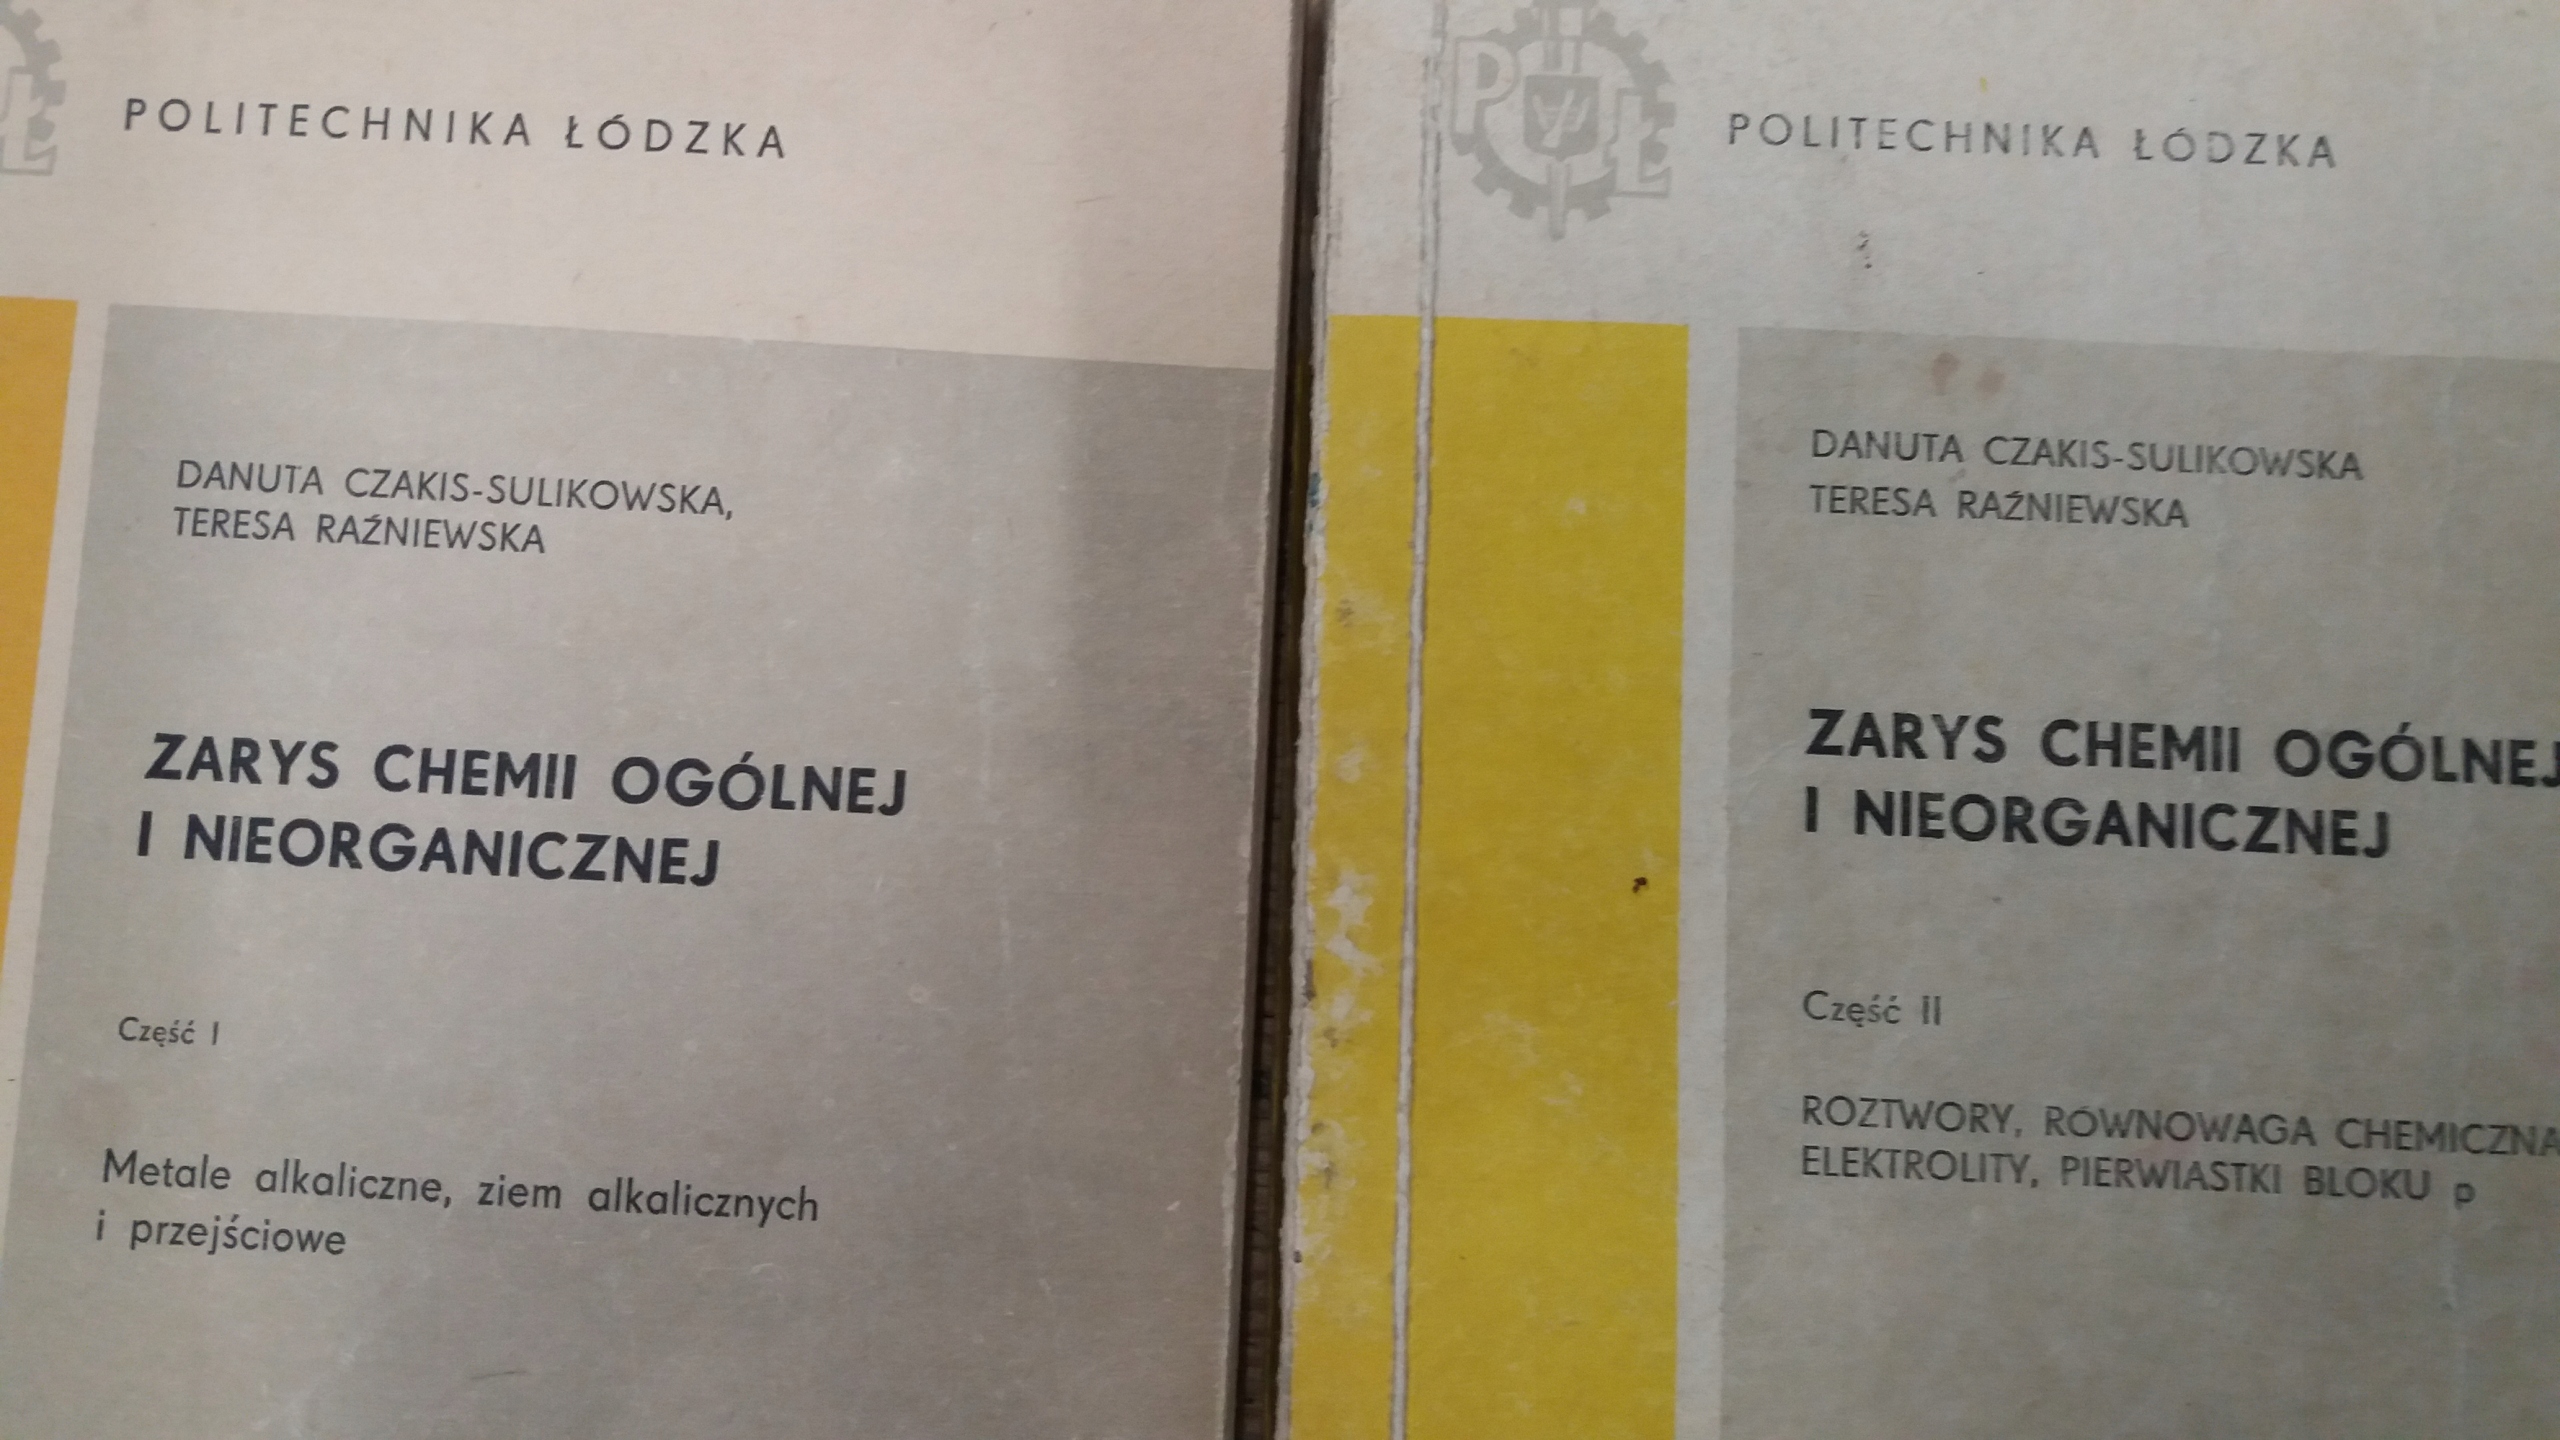 Ł
POLITECHNIKA ŁÓDZKA
DANUTA CZAKIS-SULIKOWSKA,
TERESA RAŹNIEWSKA
ZARYS CHEMII OGÓLNEJ
I NIEORGANICZNEJ
Część I
Metale alkaliczne, ziem alkalicznych
i przejściowe
P Ł
POLITECHNIKA ŁÓDZKA
DANUTA CZAKIS-SULIKOWSKA
TERESA RAŹNIEWSKA
ZARYS CHEMII OGÓLNEJ
I NIEORGANICZNEJ
Część II
ROZTWORY, RÓWNOWAGA CHEMICZNA
ELEKTROLITY, PIERWIASTKI BLOKU p